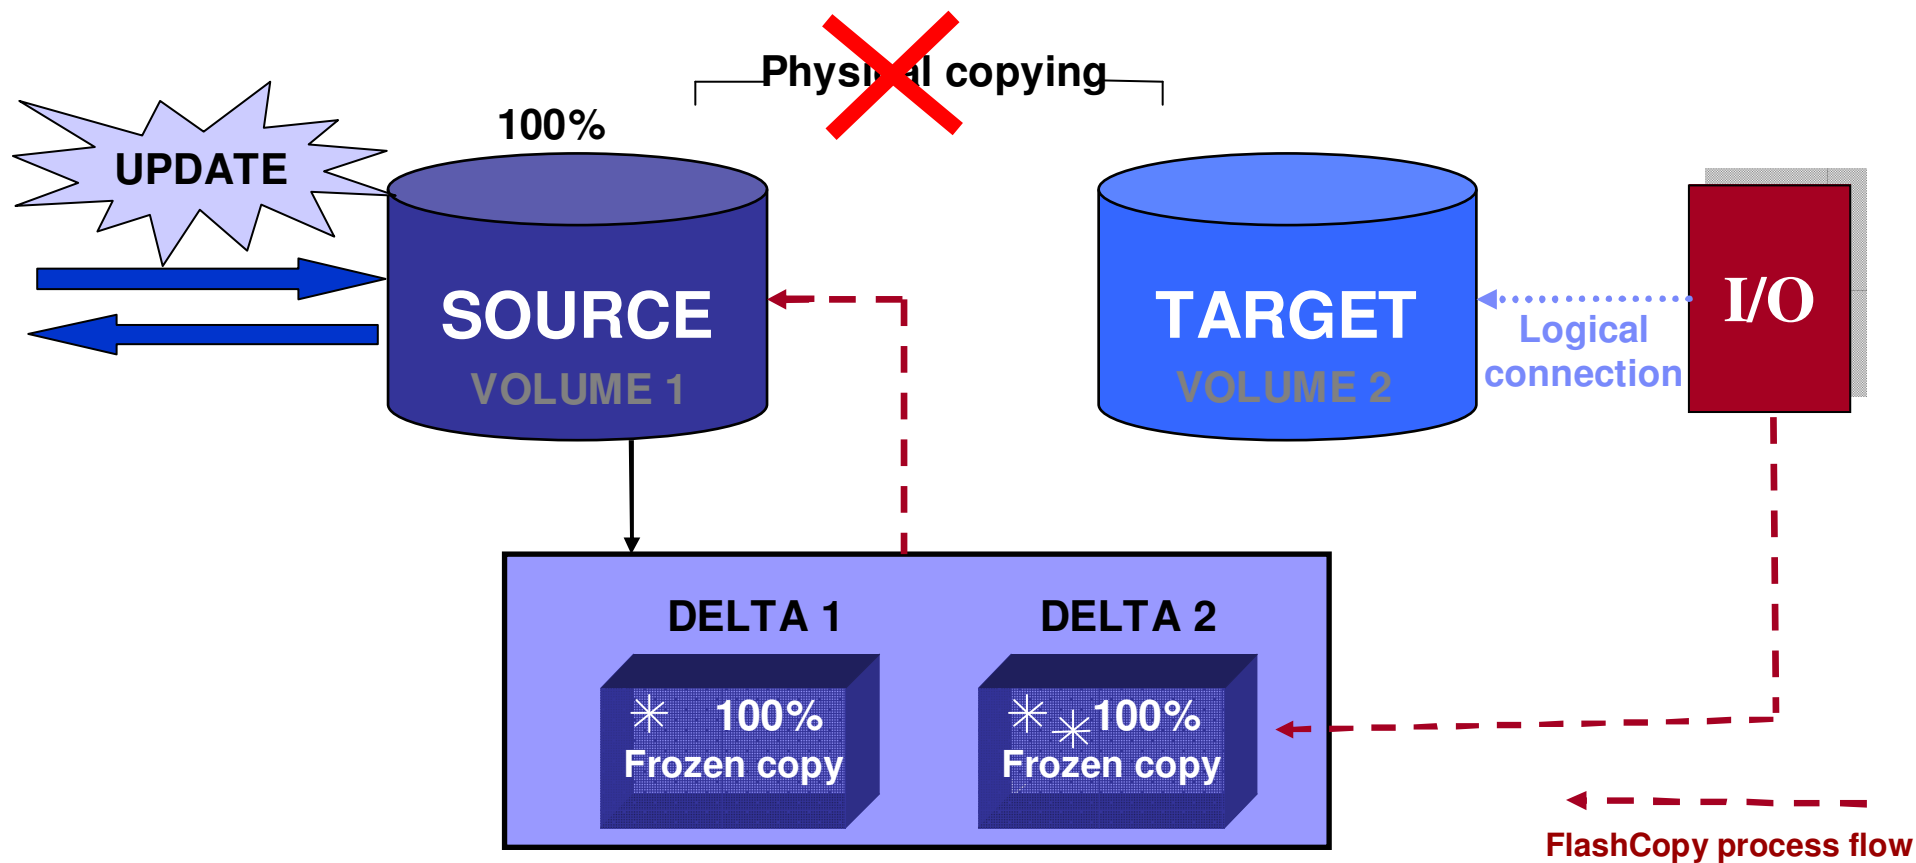 Physical copying
100%
UPDATE
SOURCE
VOLUME 1
TARGET
VOLUME 2
I/O
Logical
connection
DELTA 1
DELTA 2
100%
Frozen copy
100%
Frozen copy
FlashCopy process flow